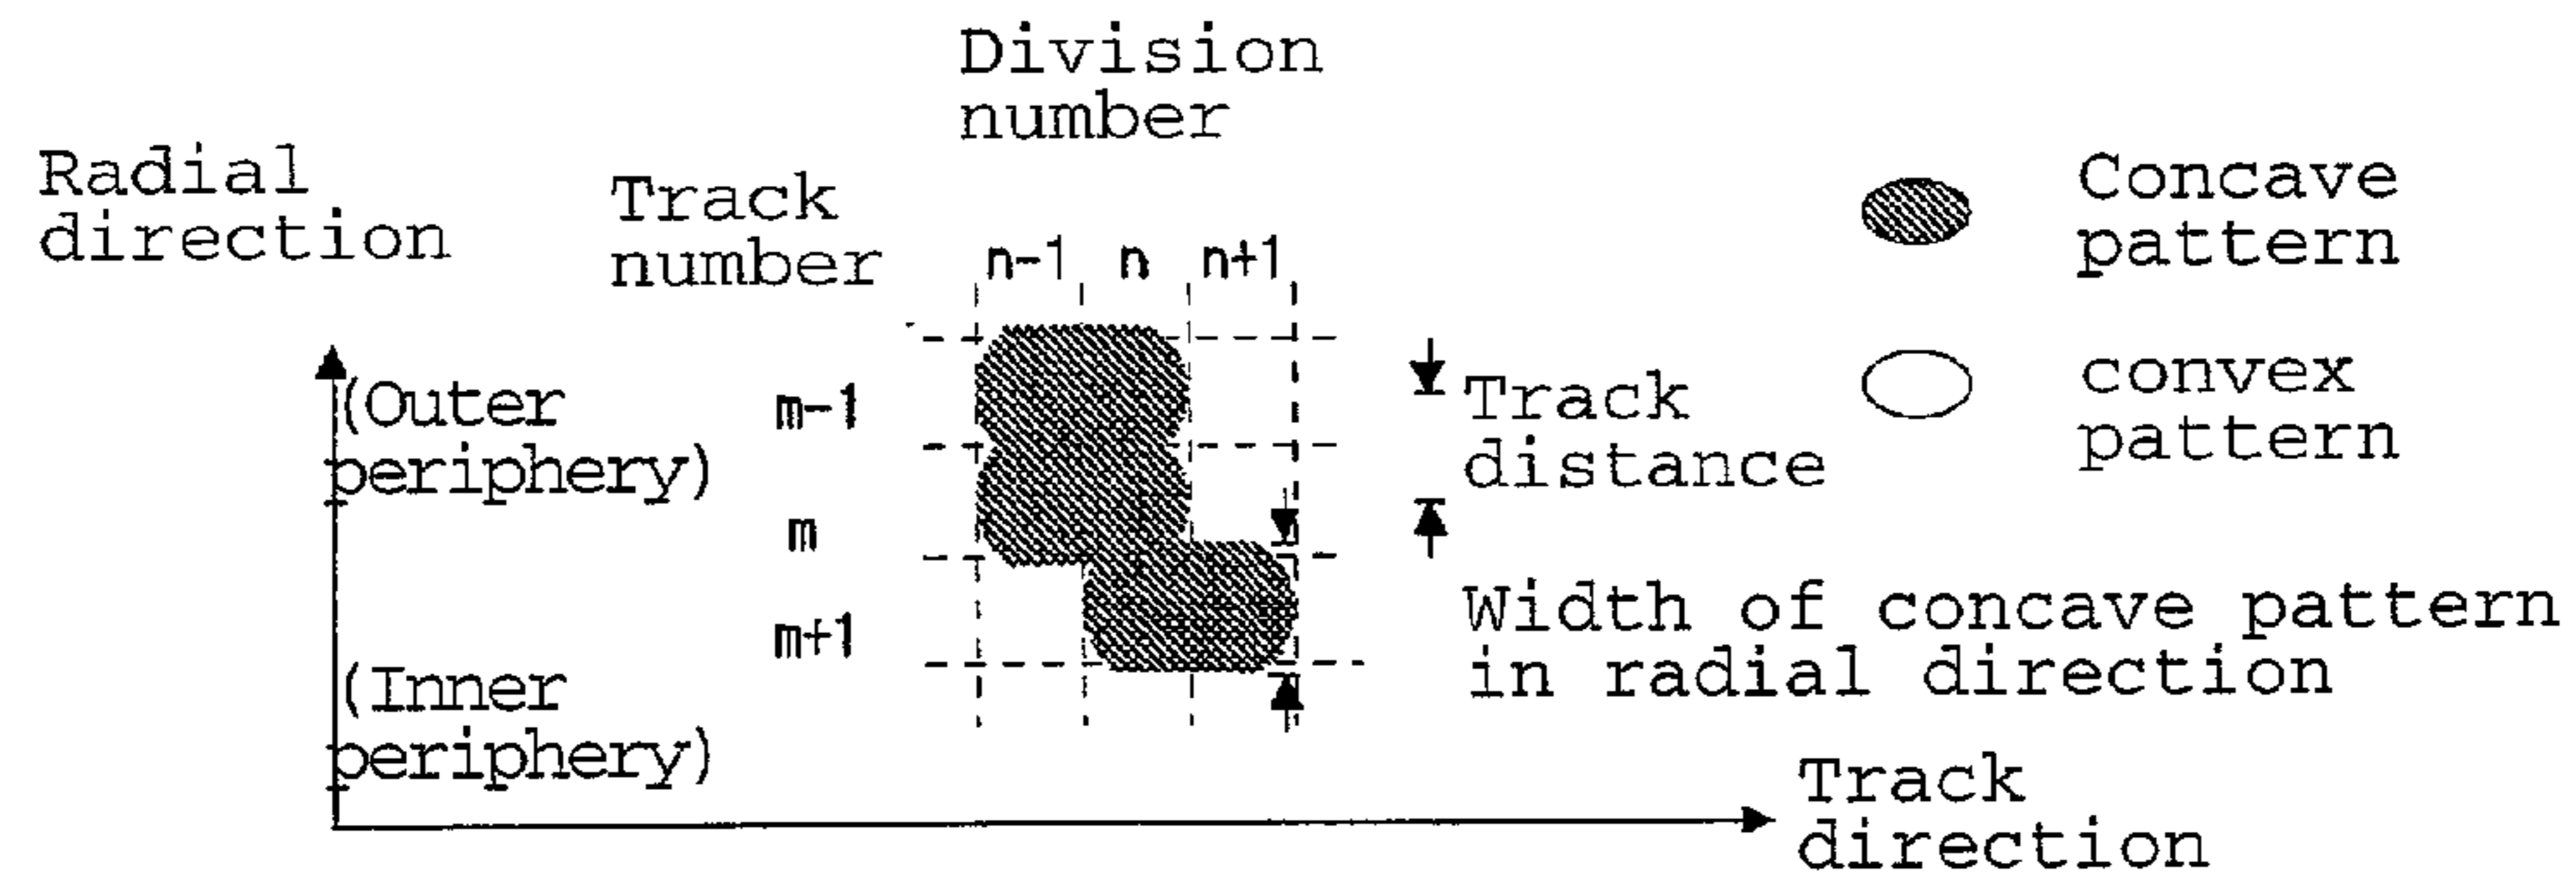 Division
number
Radial
direction
Track
number
n-1 n n+1
Concave
pattern
(Outer
periphery)
m-1
Track
distance
convex
pattern
m
m+1
Width of concave pattern
in radial direction
(Inner
periphery)
Track
direction